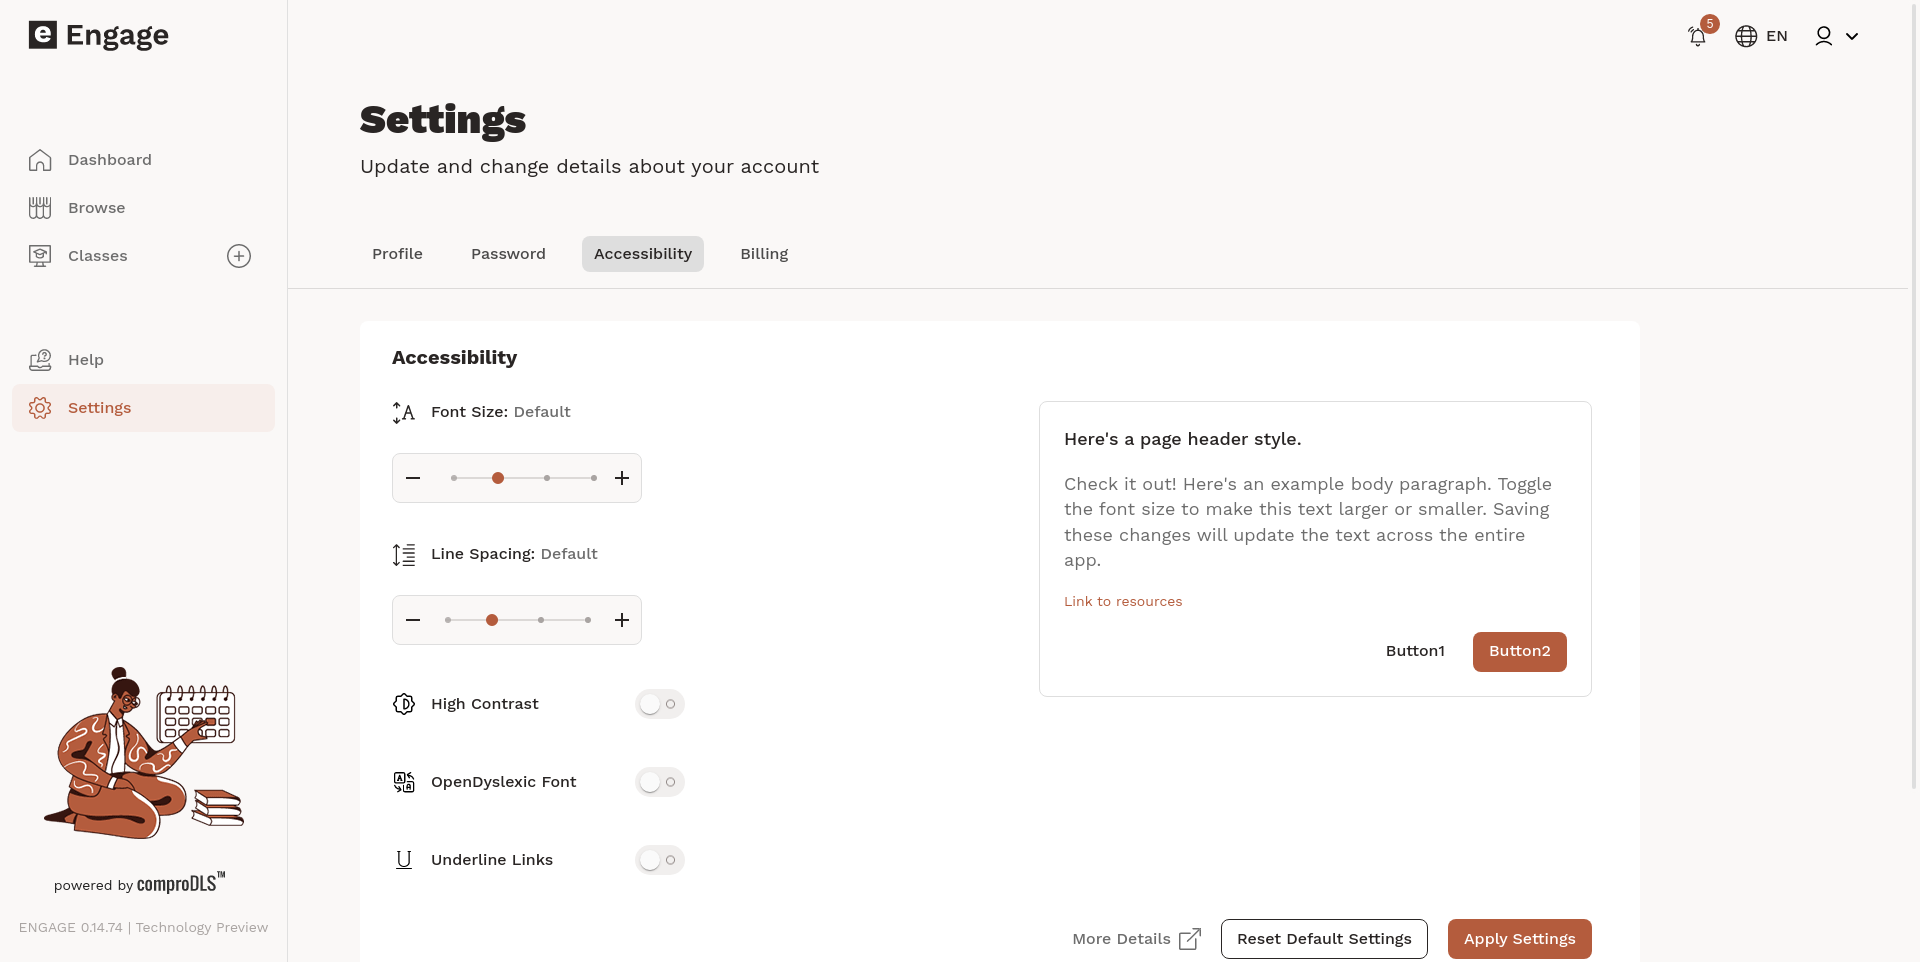 e Engage
5
EN
Dashboard
Browse
Classes
Help
Settings
powered by comproDLS™
ENGAGE 0.14.74 | Technology Preview
Settings
Update and change details about your account
Profile
Password
Accessibility
Billing
Accessibility
Font Size: Default
Line Spacing: Default
High Contrast
OpenDyslexic Font
Underline Links
Here's a page header style.
Check it out! Here's an example body paragraph. Toggle
the font size to make this text larger or smaller. Saving
these changes will update the text across the entire
app.
Link to resources
Button1
Button2
More Details
Reset Default Settings
Apply Settings